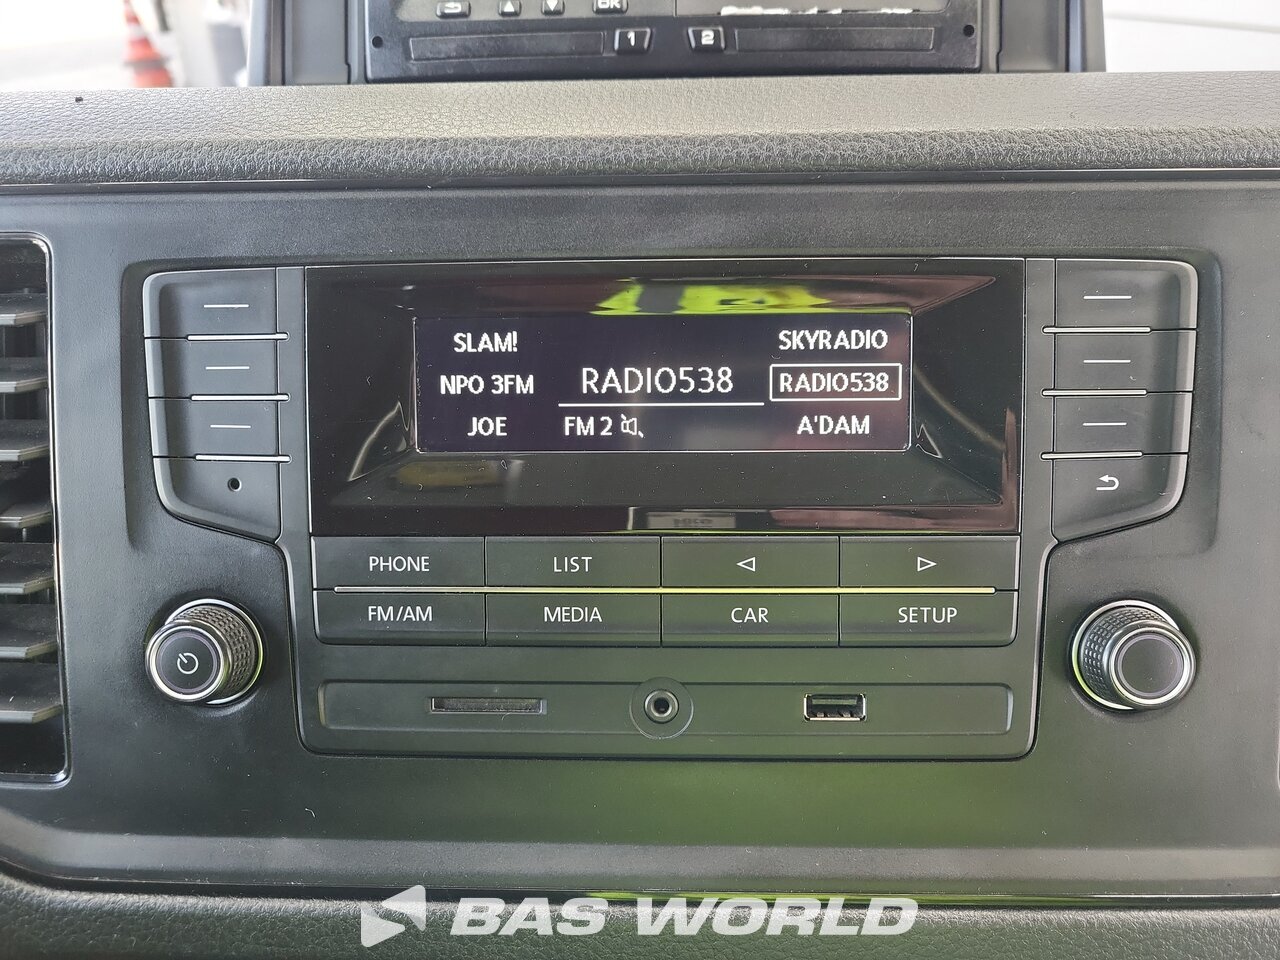 OK
1 2
SLAM! SKYRADIO
NPO 3FM RADIO538 RADIO538
JOE FM 2 A'DAM
PHONE LIST
FM/AM MEDIA CAR SETUP
BAS WORLD